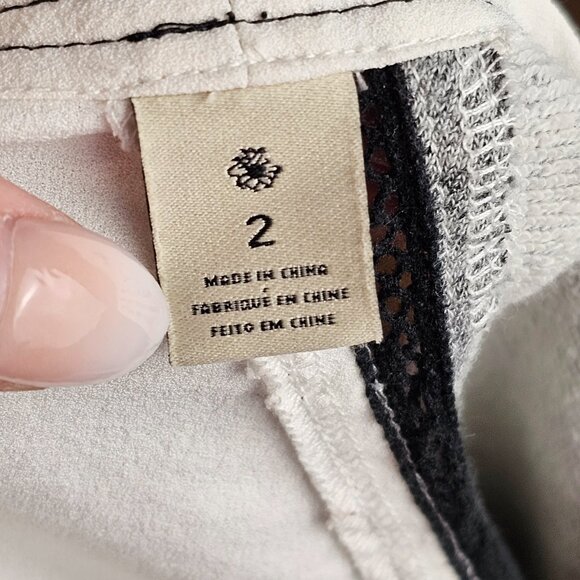 2
MADE IN CHINA
FABRIQUÉ EN CHINE
FEITO EM CHINE